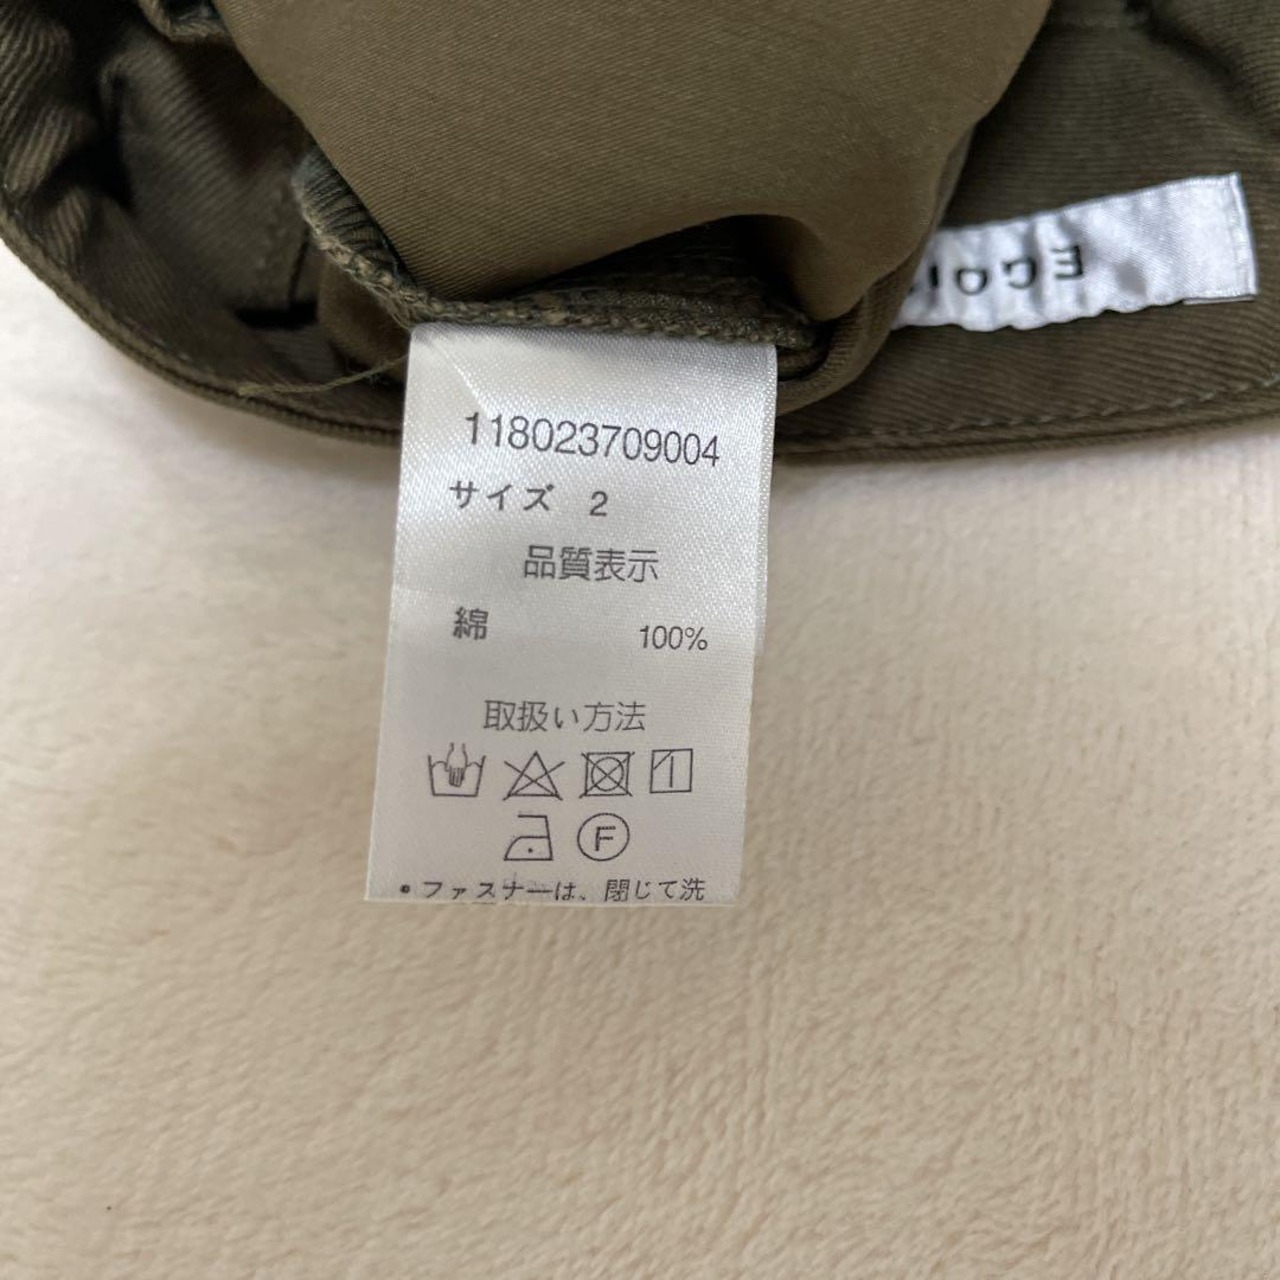 118023709004
サイズ 2
品質表示
綿 100%
取扱い方法
F
• ファスナーは、閉じて洗
EGOI